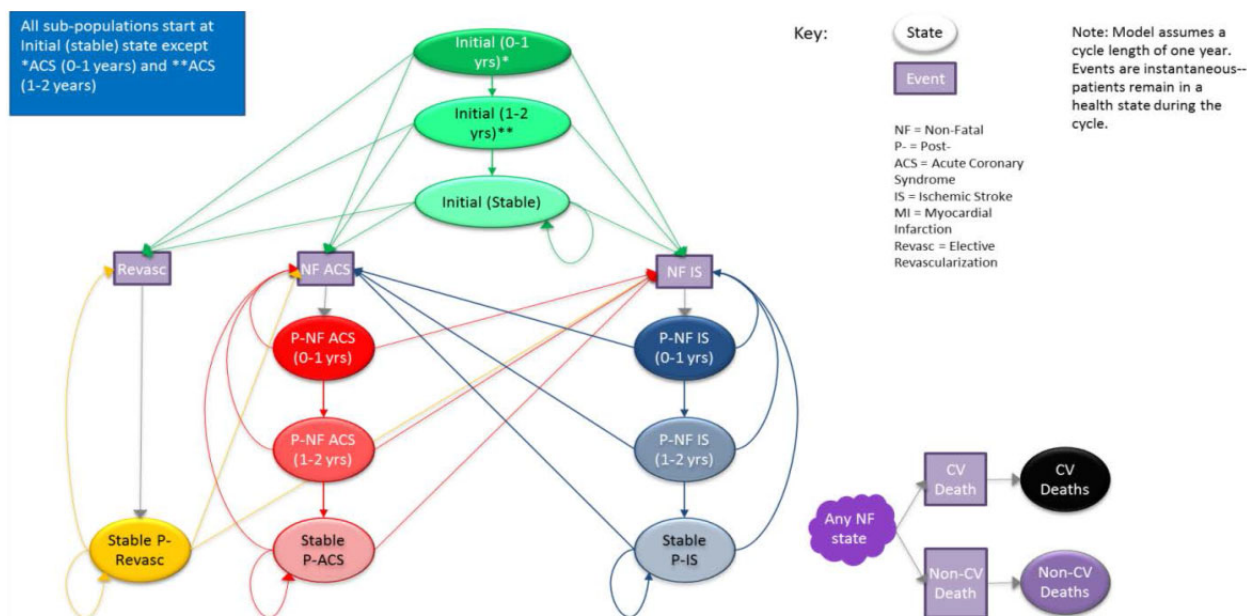 All sub-populations start at
Initial (stable) state except
*ACS (0-1 years) and **ACS
(1-2 years)
Initial (0-1
yrs)*
Initial (1-2
yrs)**
Initial (Stable)
Key:
State
Event
NF = Non-Fatal
P- = Post-
ACS = Acute Coronary
Syndrome
IS = Ischemic Stroke
MI = Myocardial
Infarction
Revasc = Elective
Revascularization
Note: Model assumes a
cycle length of one year.
Events are instantaneous--
patients remain in a
health state during the
cycle.
Revasc
NF ACS
NF IS
P-NF ACS
(0-1 yrs)
P-NF IS
(0-1 yrs)
P-NF ACS
(1-2 yrs)
P-NF IS
(1-2 yrs)
Stable P-
Revasc
Stable
P-ACS
Stable
P-IS
Any NF
state
CV
Death
CV
Deaths
Non-CV
Death
Non-CV
Deaths